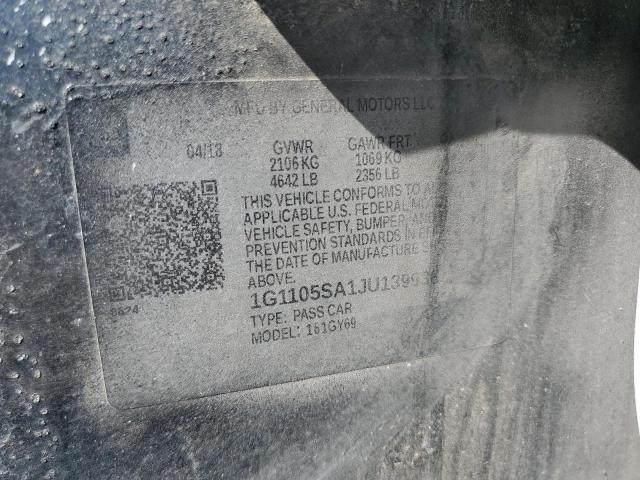 MFD BY GENERAL MOTORS LLC
04/18 GVWR GAWR FRT
2106 KG 1069 KG
4642 LB 2356 LB
THIS VEHICLE CONFORMS TO
APPLICABLE U.S. FEDERAL
VEHICLE SAFETY, BUMPER,
PREVENTION STANDARDS IN
THE DATE OF MANUFACTURE
ABOVE.
8624
TYPE: PASS CAR
MODEL: 1G1GY69